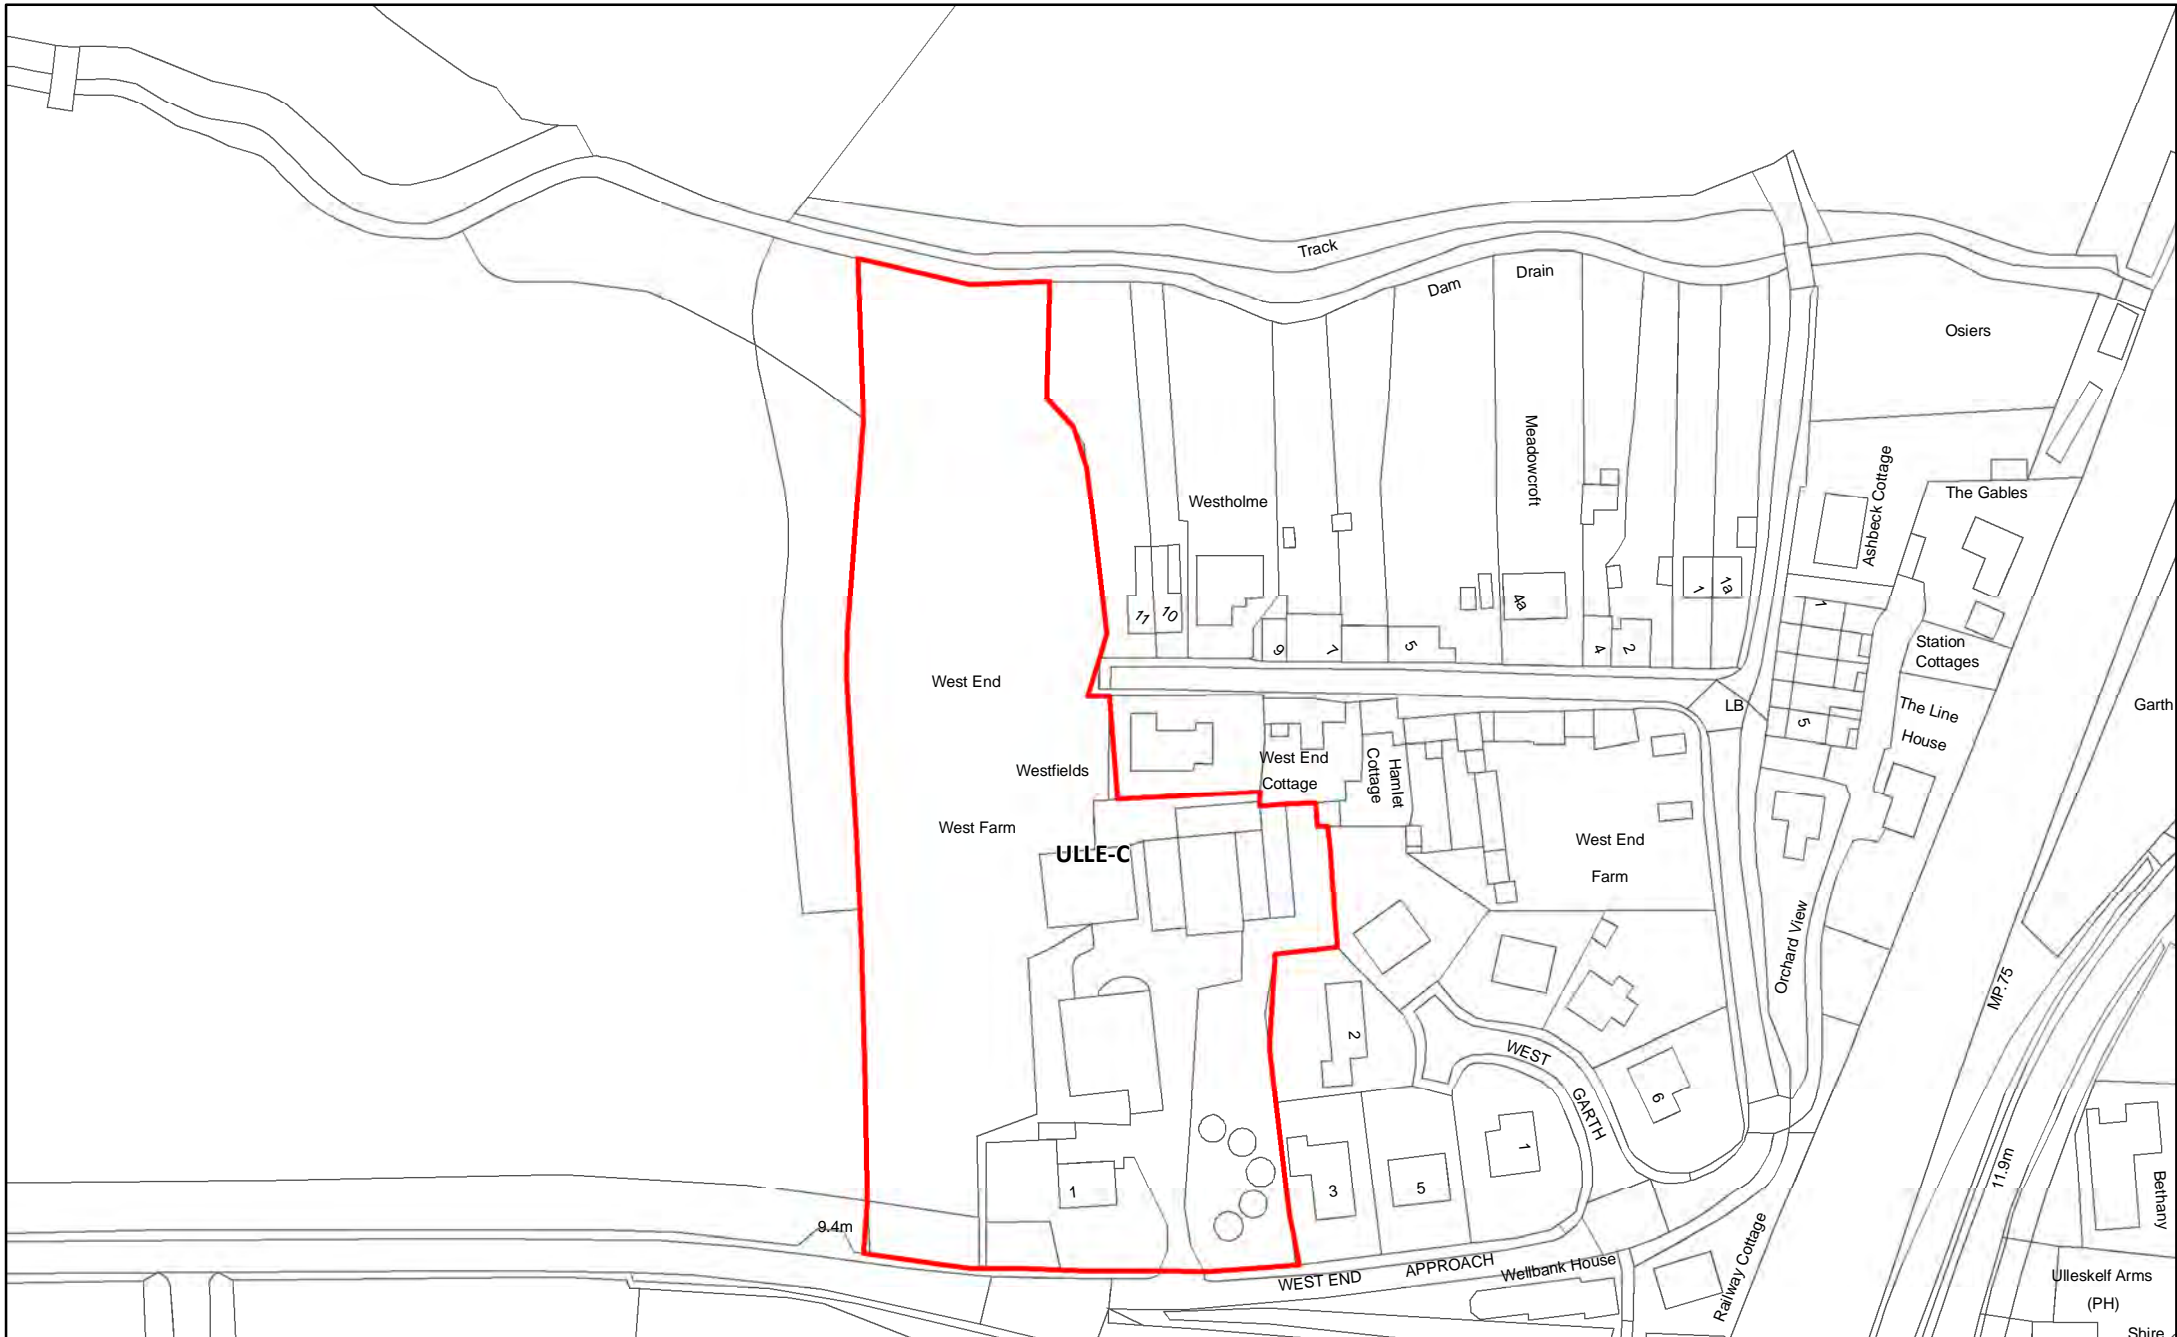 Track
Dam
Drain
Osiers
Meadowcroft
Westholme
Ashbeck Cottage
The Gables
11
10
9
7
5
4a
4
2
1
1a
1
Station
Cottages
West End
LB
5
The Line
House
Garth
Westfields
West End
Cottage
Hamlet
Cottage
West Farm
ULLE-C
West End
Farm
Orchard View
MP.75
2
WEST
GARTH
6
1
1
3
5
11.9m
Bethany
9.4m
WEST END
APPROACH
Wellbank House
Railway Cottage
Ulleskelf Arms
(PH)
Shire